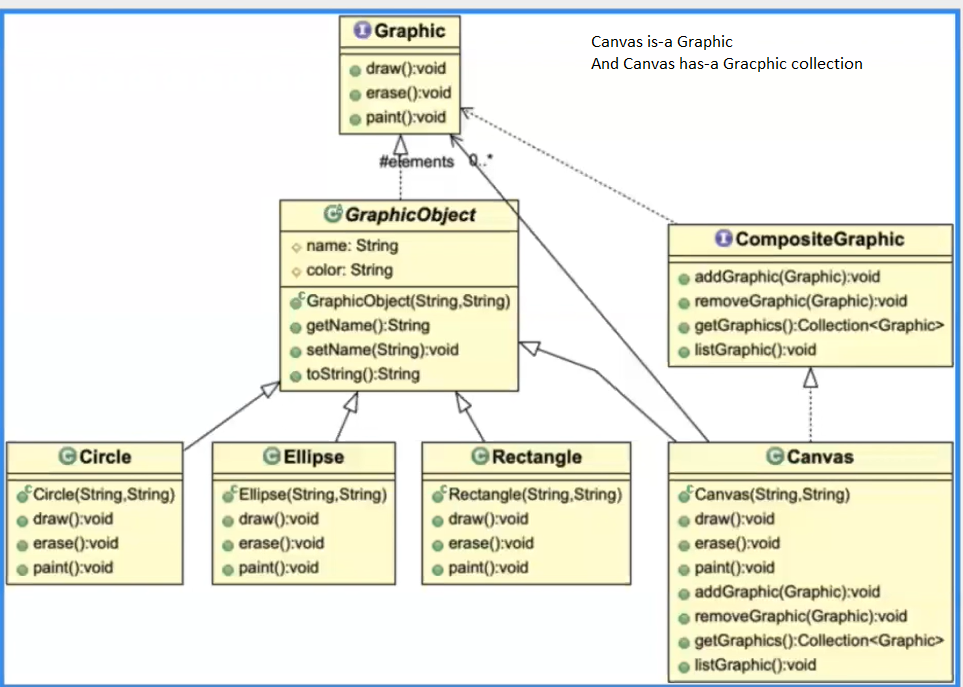 Graphic
draw():void
erase():void
paint():void
Canvas is-a Graphic
And Canvas has-a Gracphic collection
#elements 0..*
GraphicObject
name: String
color: String
GraphicObject(String,String)
getName():String
setName(String):void
toString():String
CompositeGraphic
addGraphic(Graphic):void
removeGraphic(Graphic):void
getGraphics():Collection<Graphic>
listGraphic():void
Circle
Circle(String,String)
draw():void
erase():void
paint():void
Ellipse
Ellipse(String,String)
draw():void
erase():void
paint():void
Rectangle
Rectangle(String,String)
draw():void
erase():void
paint():void
Canvas
Canvas(String,String)
draw():void
erase():void
paint():void
addGraphic(Graphic):void
removeGraphic(Graphic):void
getGraphics():Collection<Graphic>
listGraphic():void